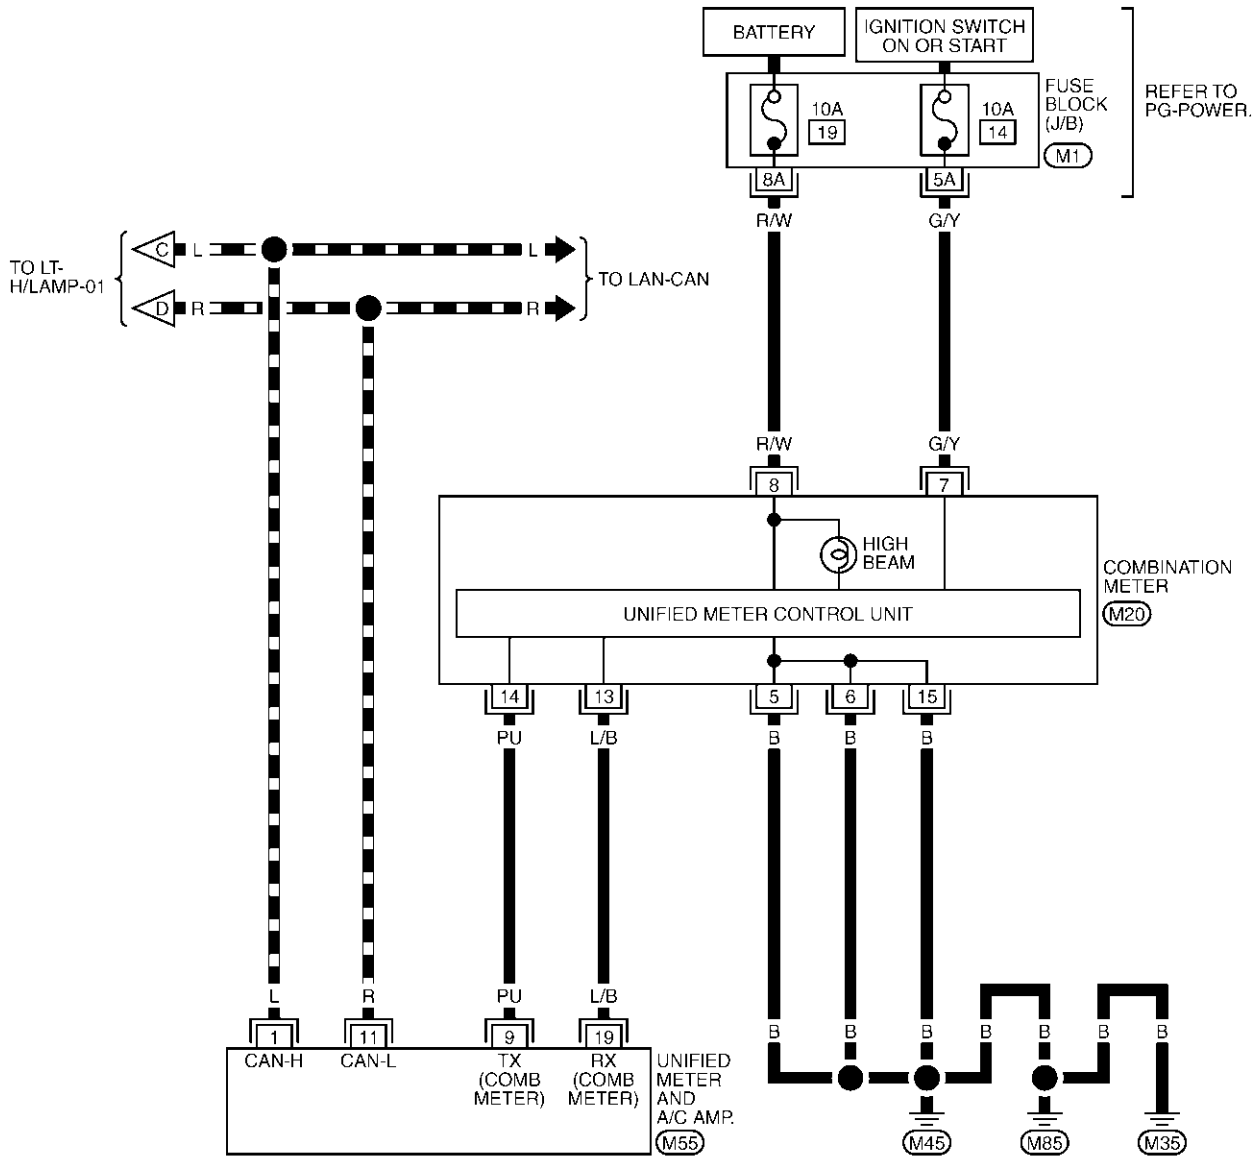 BATTERY
IGNITION SWITCH
ON OR START
10A
19
10A
14
FUSE
BLOCK
(J/B)
M1
REFER TO
PG-POWER.
8A
5A
R/W
G/Y
TO LT-
H/LAMP-01
C
L
L
D
R
R
TO LAN-CAN
R/W
G/Y
8
7
HIGH
BEAM
UNIFIED METER CONTROL UNIT
COMBINATION
METER
M20
14
13
5
6
15
PU
L/B
B
B
B
L
R
PU
L/B
1
11
9
19
CAN-H
CAN-L
TX
(COMB
METER)
RX
(COMB
METER)
UNIFIED
METER
AND
A/C AMP.
M55
B
B
B
B
B
B
B
M45
M85
M35